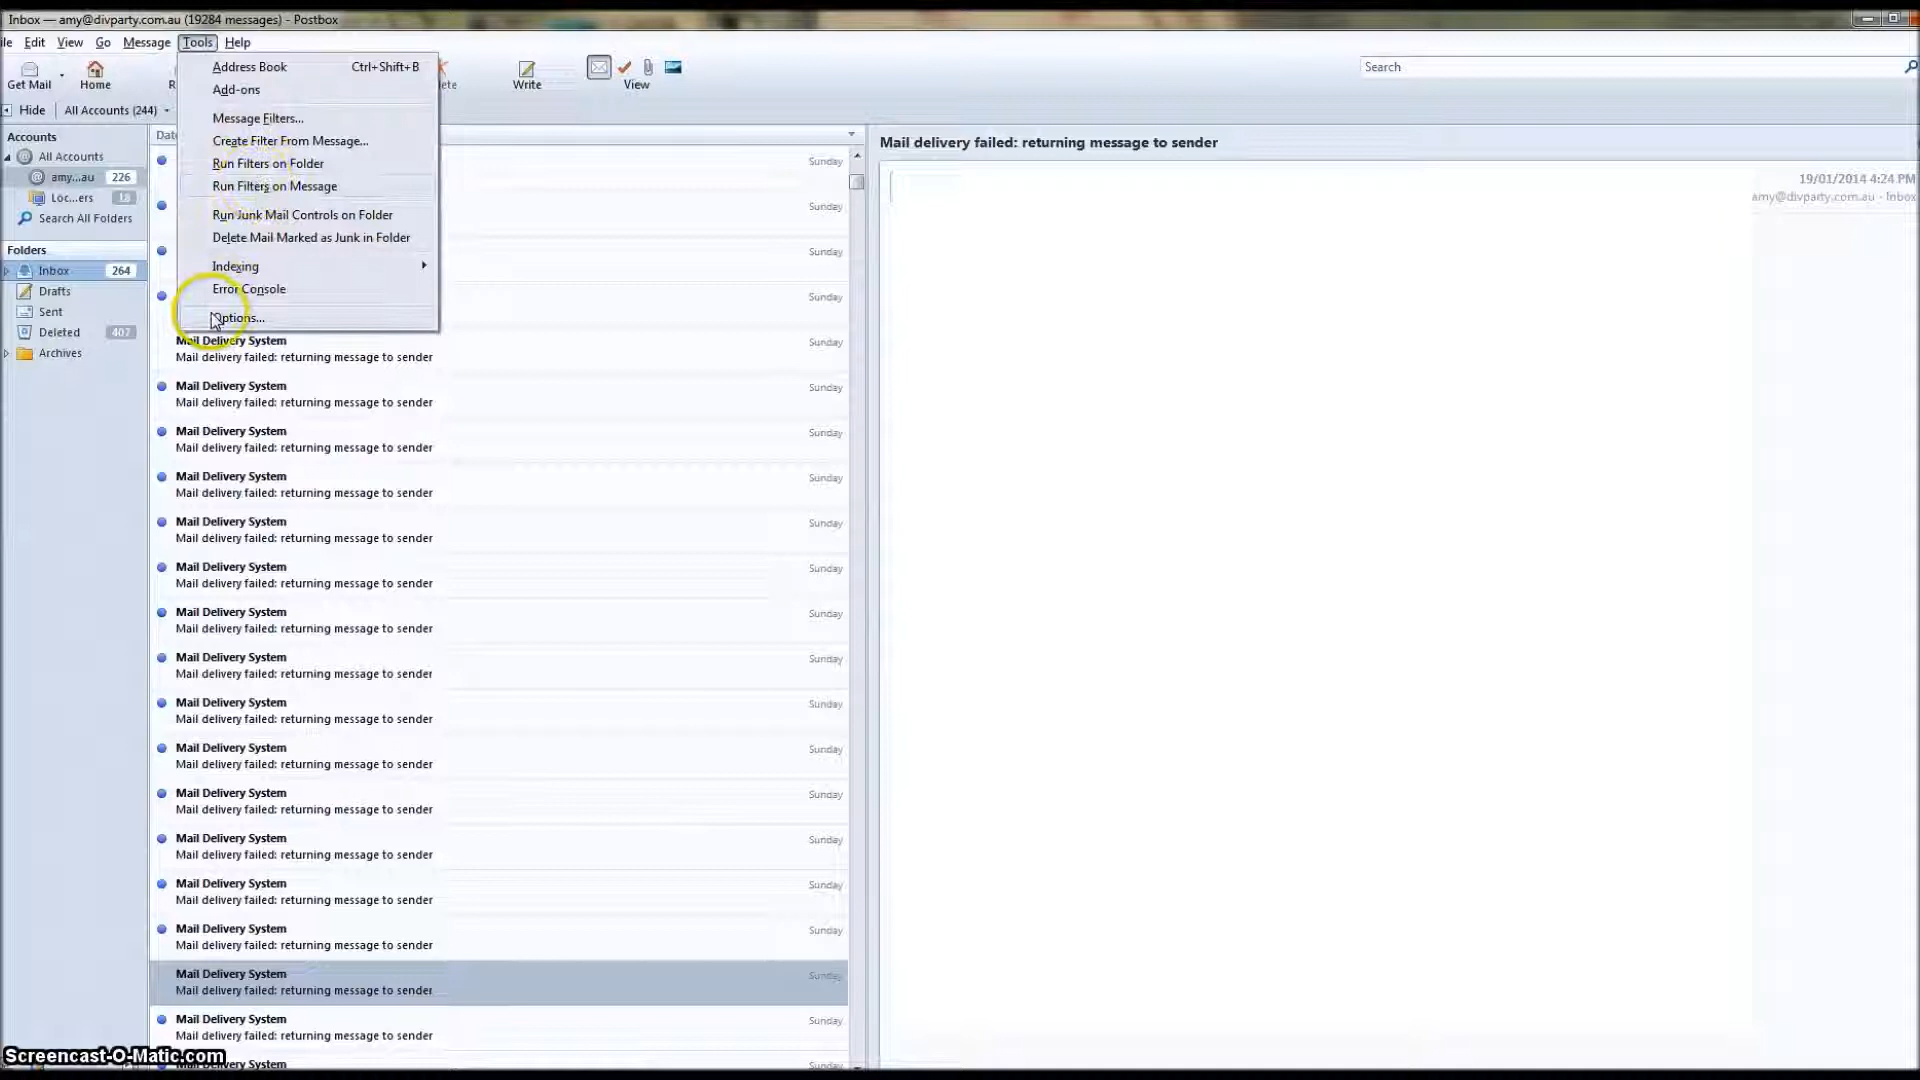 Inbox — amy@divparty.com.au (19284 messages) - Postbox
Edit View Go Message Tools Help
Get Mail Home Write View Search
Hide All Accounts (244)
Accounts
All Accounts
amy...au 226
Loc...ers 18
Search All Folders
Folders
Inbox 264
Drafts
Sent
Deleted 407
Archives
Address Book Ctrl+Shift+B
Add-ons
Message Filters...
Create Filter From Message...
Run Filters on Folder
Run Filters on Message
Run Junk Mail Controls on Folder
Delete Mail Marked as Junk in Folder
Indexing
Error Console
Options...
Sunday
Sunday
Sunday
Sunday
Mail Delivery System
Mail delivery failed: returning message to sender Sunday
Mail Delivery System
Mail delivery failed: returning message to sender Sunday
Mail Delivery System
Mail delivery failed: returning message to sender Sunday
Mail Delivery System
Mail delivery failed: returning message to sender Sunday
Mail Delivery System
Mail delivery failed: returning message to sender Sunday
Mail Delivery System
Mail delivery failed: returning message to sender Sunday
Mail Delivery System
Mail delivery failed: returning message to sender Sunday
Mail Delivery System
Mail delivery failed: returning message to sender Sunday
Mail Delivery System
Mail delivery failed: returning message to sender Sunday
Mail Delivery System
Mail delivery failed: returning message to sender Sunday
Mail Delivery System
Mail delivery failed: returning message to sender Sunday
Mail Delivery System
Mail delivery failed: returning message to sender Sunday
Mail Delivery System
Mail delivery failed: returning message to sender Sunday
Mail Delivery System
Mail delivery failed: returning message to sender Sunday
Mail Delivery System
Mail delivery failed: returning message to sender Sunday
Mail Delivery System
Mail delivery failed: returning message to sender Sunday
Mail Delivery System
Mail delivery failed: returning message to sender
19/01/2014 4:24 PM
amy@divparty.com.au - Inbox
Screencast-O-Matic.com